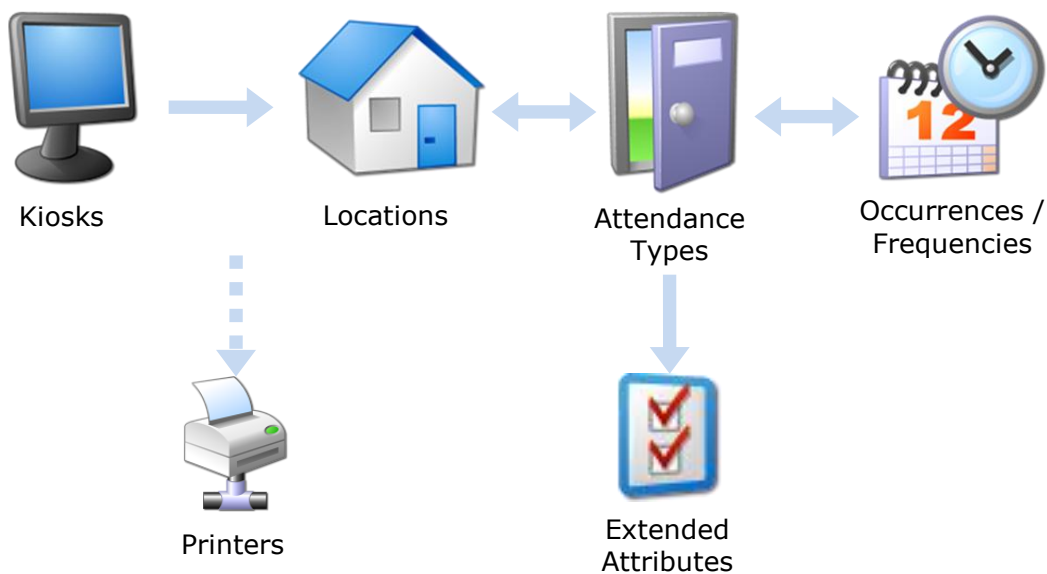 12
Kiosks
Locations
Attendance
Types
Occurrences /
Frequencies
Printers
Extended
Attributes